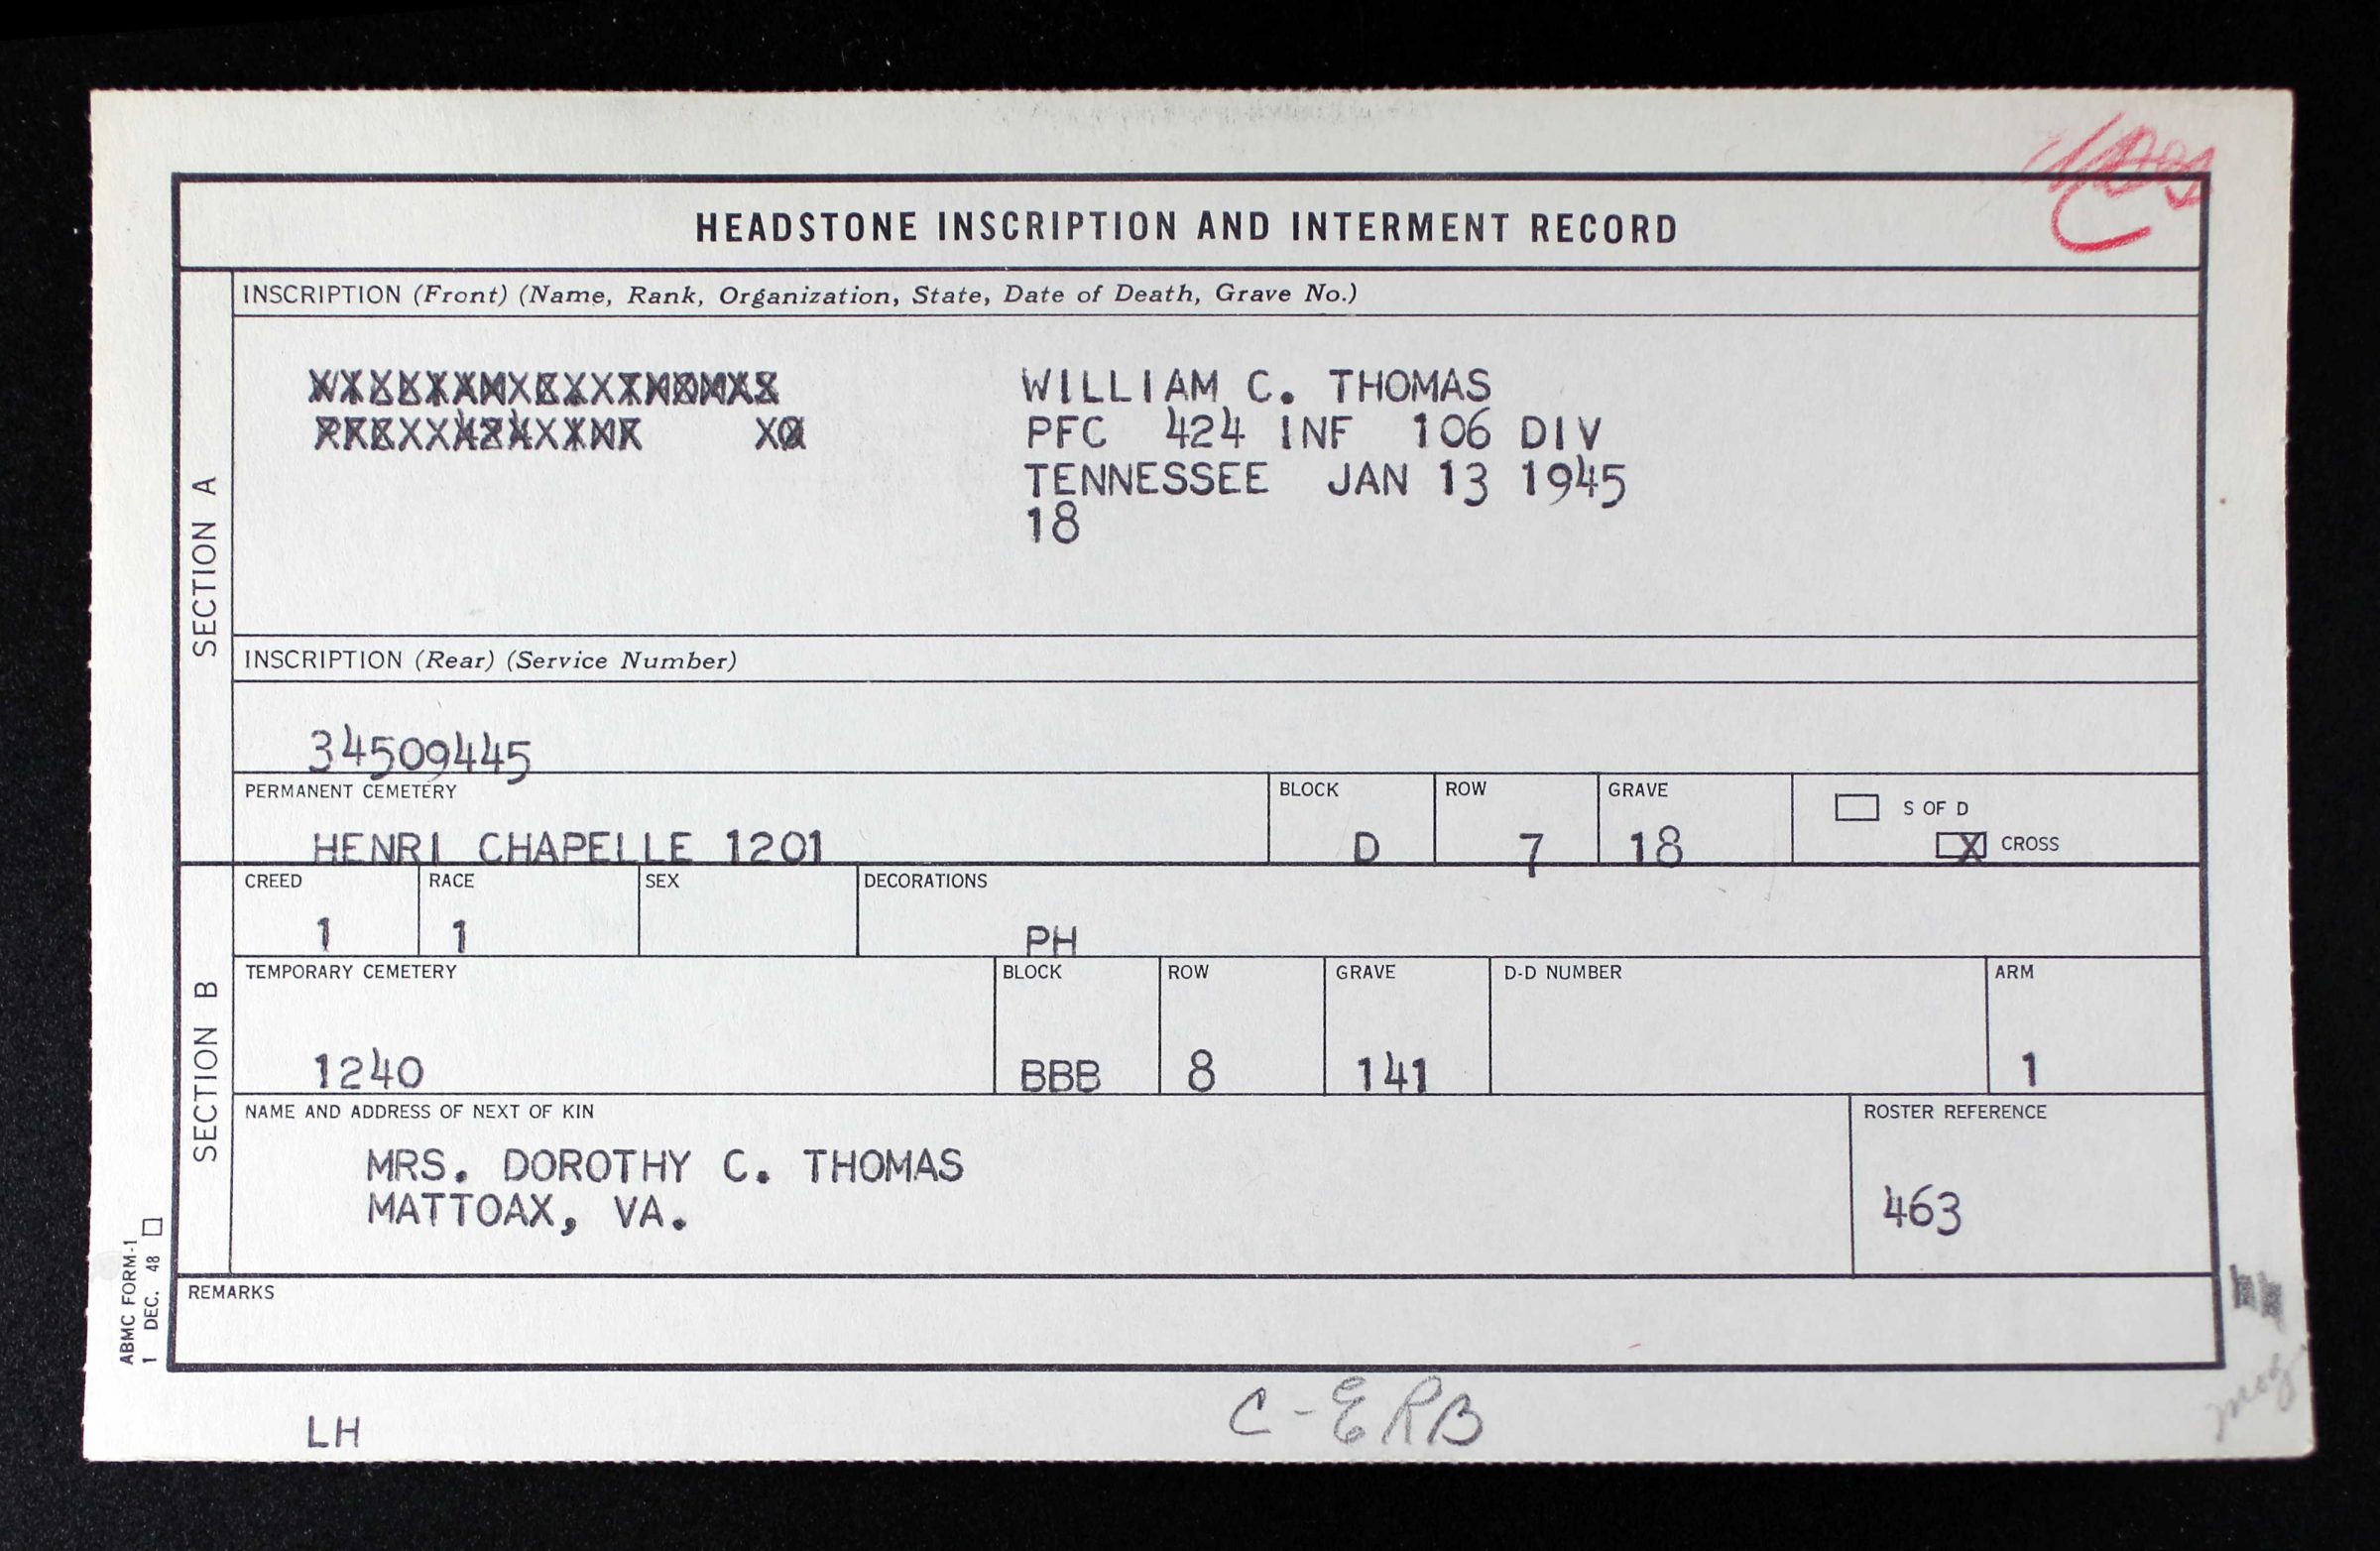 HEADSTONE INSCRIPTION AND INTERMENT RECORD
SECTION A
INSCRIPTION (Front) (Name, Rank, Organization, State, Date of Death, Grave No.)
WILLIAM C. THOMAS
PFC 424 INF 106 DIV
TENNESSEE JAN 13 1945
18
INSCRIPTION (Rear) (Service Number)
34509445
PERMANENT CEMETERY BLOCK ROW GRAVE S OF D
HENRI CHAPELLE 1201 D 7 18 X CROSS
SECTION B
CREED RACE SEX DECORATIONS
1 1 PH
TEMPORARY CEMETERY BLOCK ROW GRAVE D-D NUMBER ARM
1240 BBB 8 141 1
NAME AND ADDRESS OF NEXT OF KIN ROSTER REFERENCE
MRS. DOROTHY C. THOMAS
MATTOAX, VA. 463
REMARKS
ABMC FORM-1
1 DEC. 48
LH C-ERB